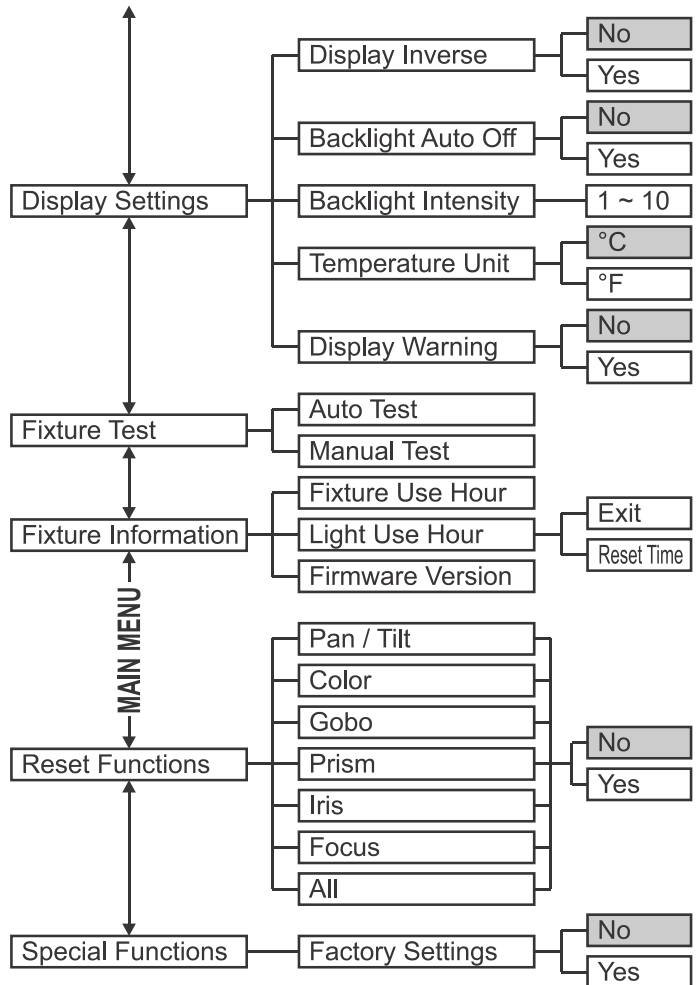 Display Settings
Display Inverse
No
Yes
Backlight Auto Off
No
Yes
Backlight Intensity
1 ~ 10
Temperature Unit
°C
°F
Display Warning
No
Yes
Fixture Test
Auto Test
Manual Test
Fixture Information
Fixture Use Hour
Light Use Hour
Exit
Reset Time
Firmware Version
MAIN MENU
Reset Functions
Pan / Tilt
Color
Gobo
Prism
Iris
Focus
All
No
Yes
Special Functions
Factory Settings
No
Yes